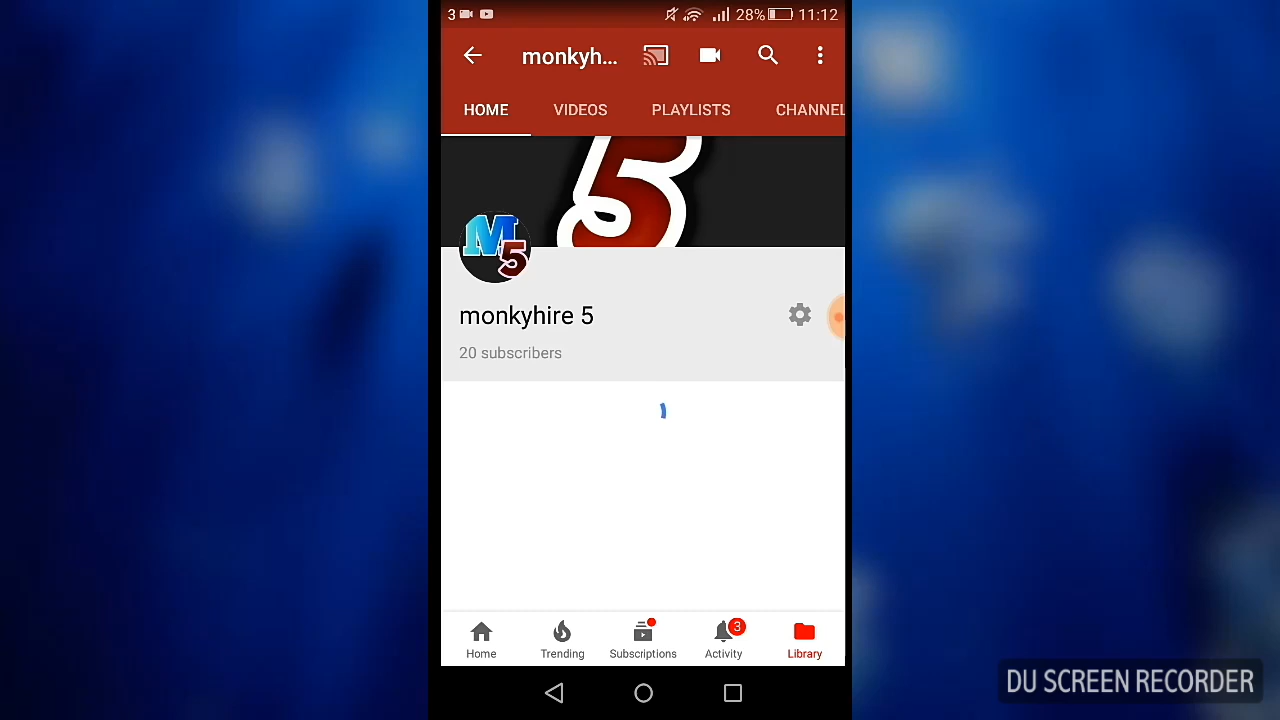 3 28% 11:12
monkyh...
HOME VIDEOS PLAYLISTS CHANNEL
5
M
5
monkyhire 5
20 subscribers
3
Home Trending Subscriptions Activity Library
DU SCREEN RECORDER